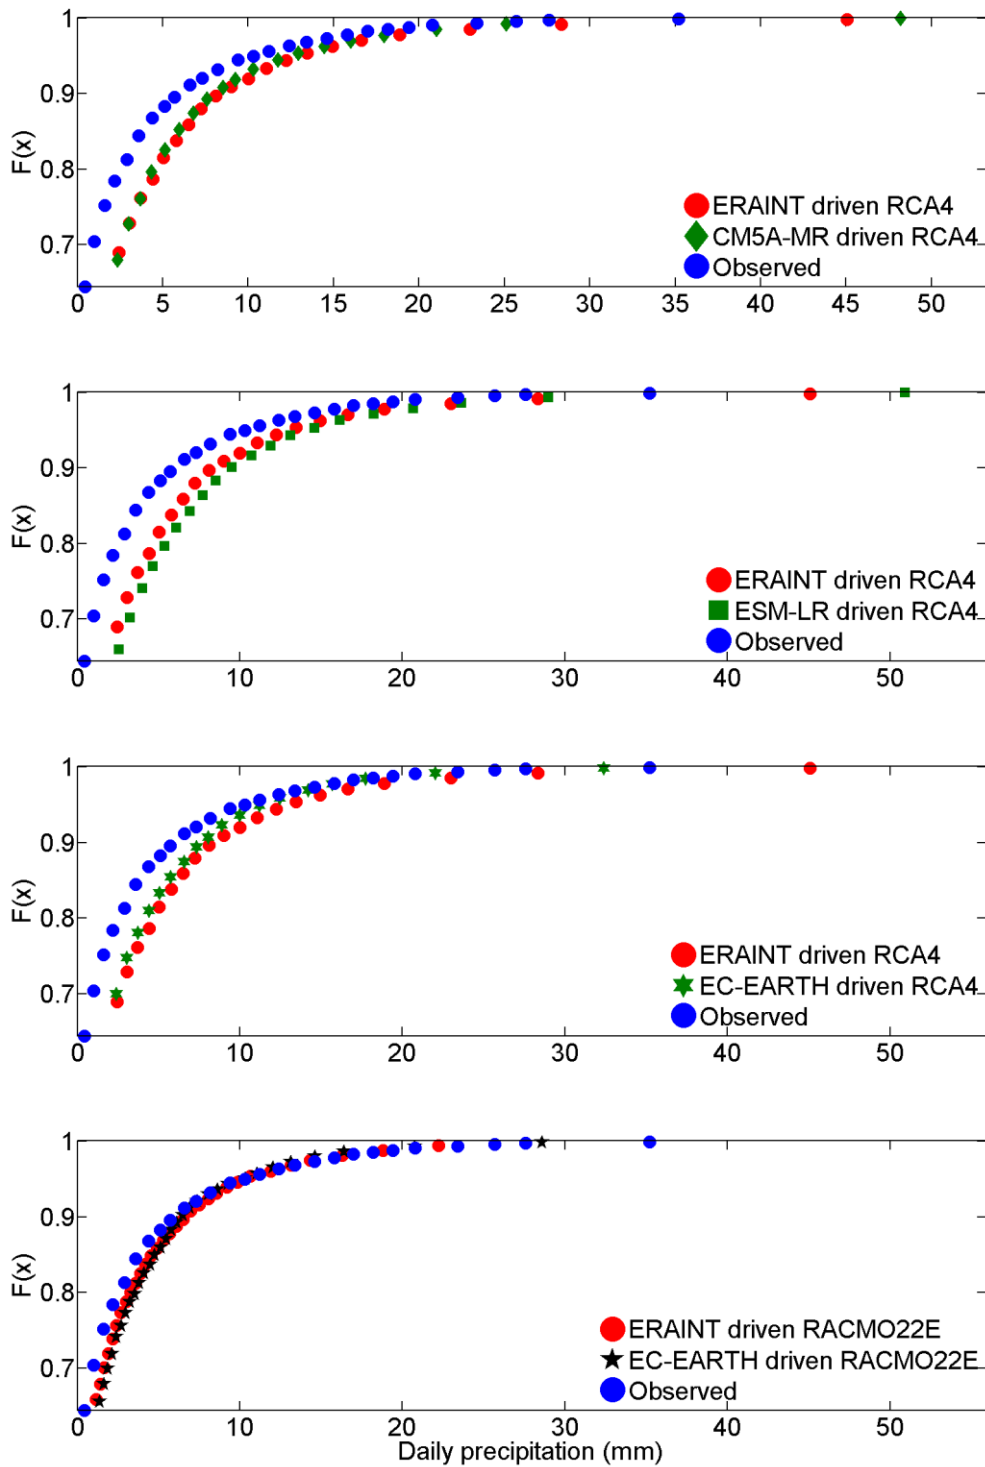 1
0.9
0.8
0.7
F(x)
ERAINT driven RCA4
CM5A-MR driven RCA4
Observed
0 5 10 15 20 25 30 35 40 45 50
1
0.9
0.8
0.7
F(x)
ERAINT driven RCA4
ESM-LR driven RCA4
Observed
0 10 20 30 40 50
1
0.9
0.8
0.7
F(x)
ERAINT driven RCA4
EC-EARTH driven RCA4
Observed
0 10 20 30 40 50
1
0.9
0.8
0.7
F(x)
ERAINT driven RACMO22E
EC-EARTH driven RACMO22E
Observed
0 10 20 30 40 50
Daily precipitation (mm)